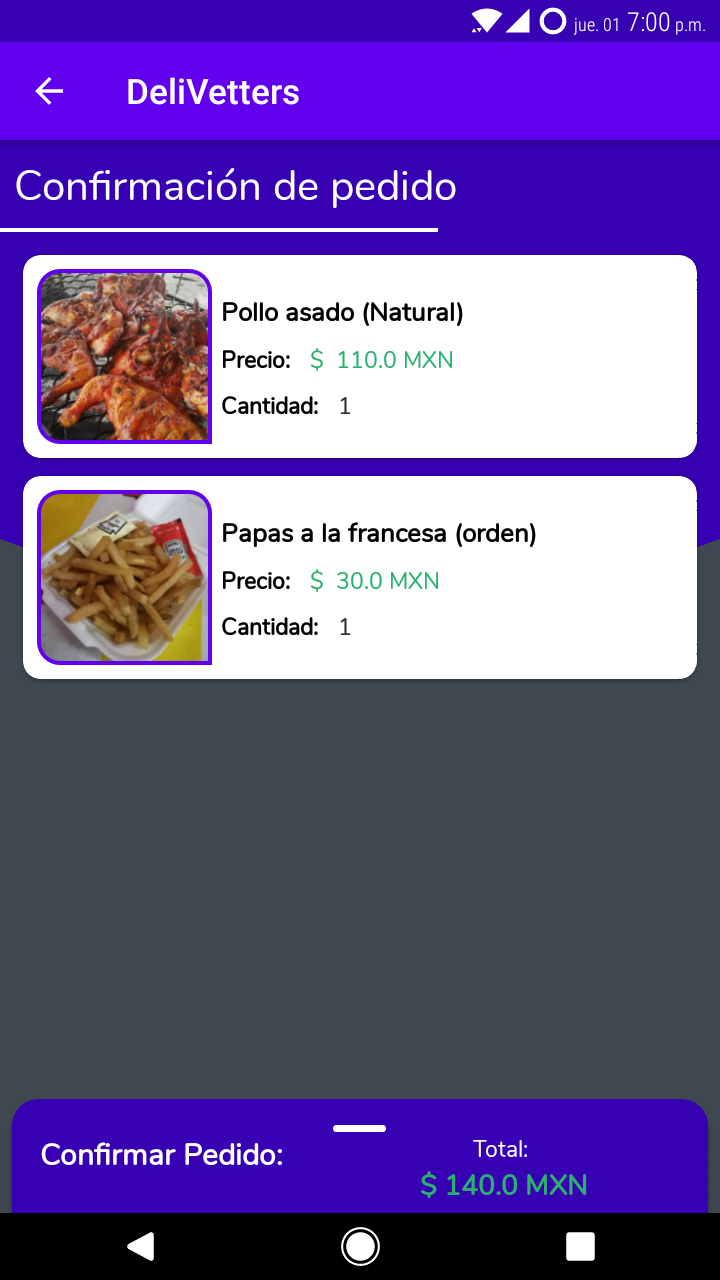 jue. 01 7:00 p.m.
DeliVetters
Confirmación de pedido
Pollo asado (Natural)
Precio: $ 110.0 MXN
Cantidad: 1
Papas a la francesa (orden)
Precio: $ 30.0 MXN
Cantidad: 1
Confirmar Pedido:
Total:
$ 140.0 MXN